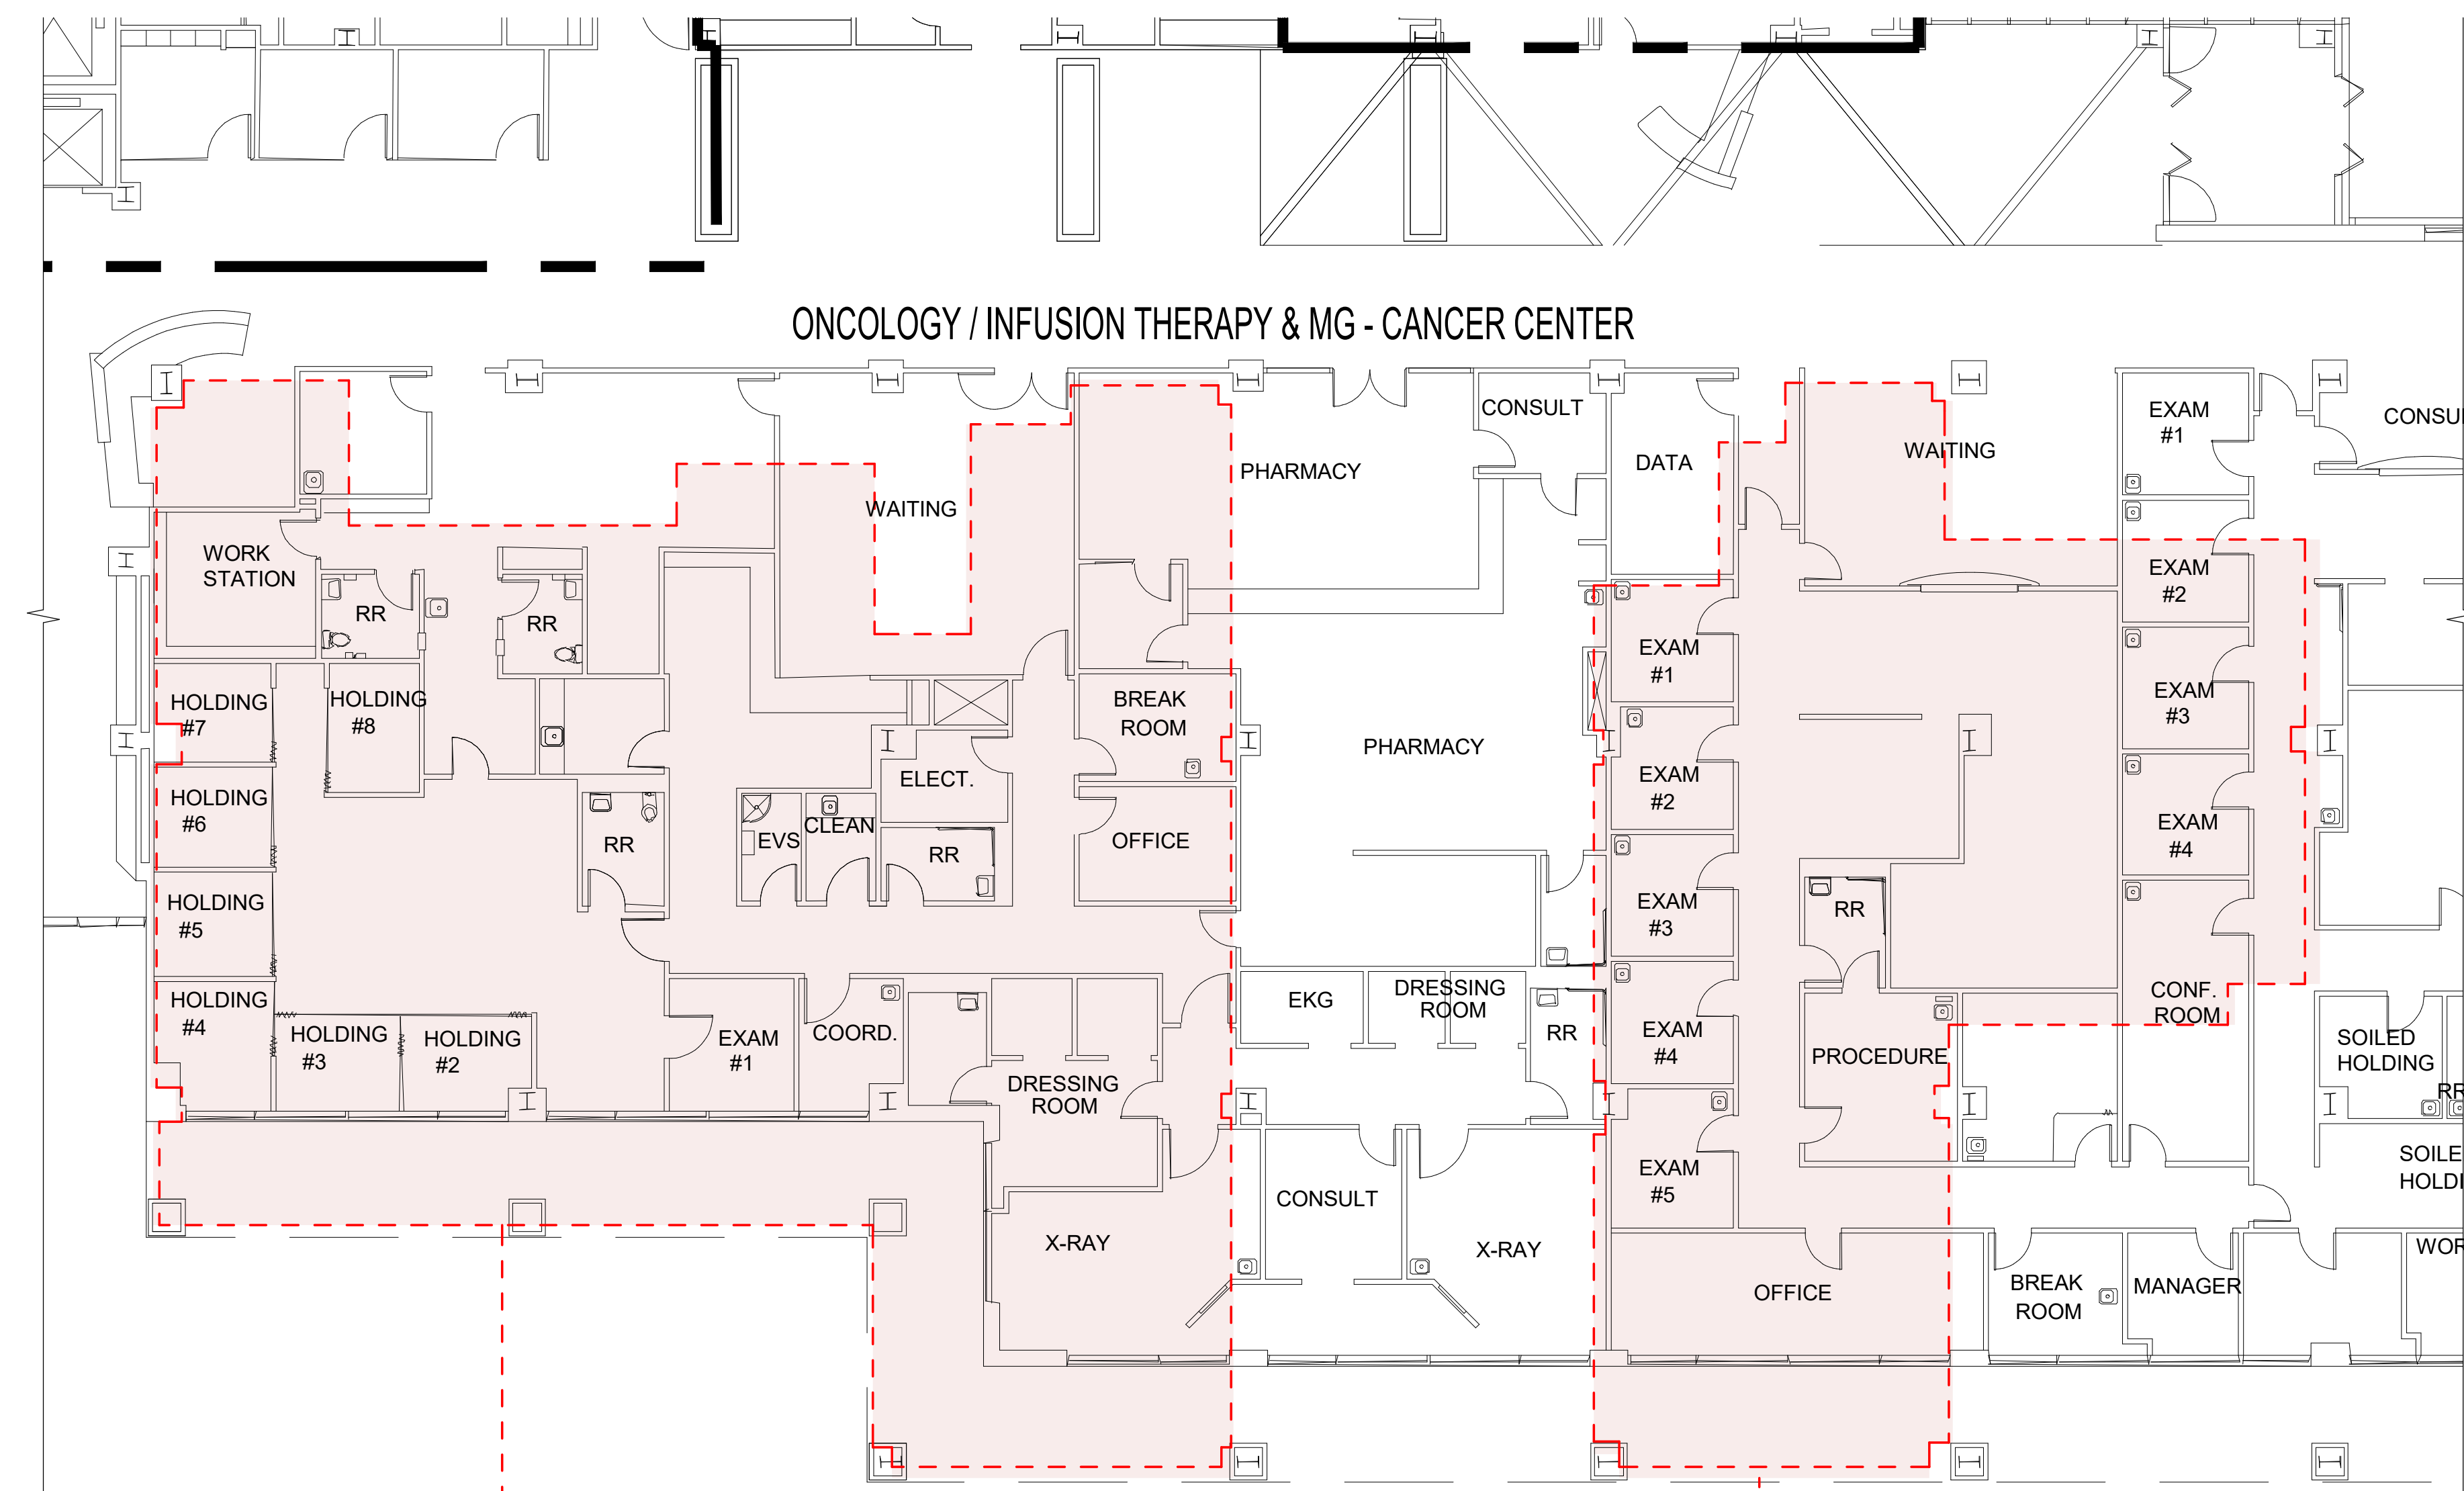 ONCOLOGY / INFUSION THERAPY & MG - CANCER CENTER
CONSULT
EXAM
#1
CONSU
WAITING
DATA
PHARMACY
WAITING
WORK
STATION
EXAM
#2
RR
RR
EXAM
#1
HOLDING
#7
HOLDING
#8
BREAK
ROOM
EXAM
#3
PHARMACY
ELECT.
EXAM
#2
HOLDING
#6
CLEAN
EVS
RR
RR
OFFICE
EXAM
#4
HOLDING
#5
EXAM
#3
RR
HOLDING
#4
HOLDING
#3
HOLDING
#2
EXAM
#1
COORD.
EKG
DRESSING
ROOM
RR
EXAM
#4
CONF.
ROOM
PROCEDURE
SOILED
HOLDING
RR
DRESSING
ROOM
EXAM
#5
SOILE
HOLDI
CONSULT
X-RAY
X-RAY
WOR
OFFICE
BREAK
ROOM
MANAGER